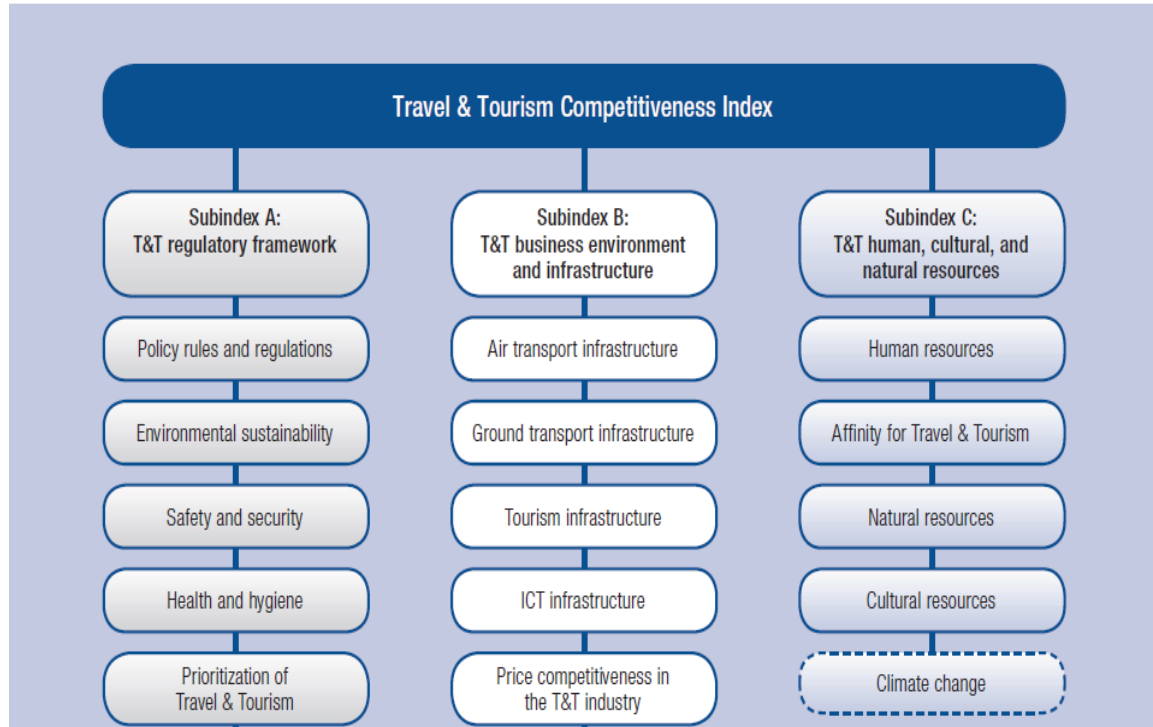 Travel & Tourism Competitiveness Index
Subindex A:
T&T regulatory framework
Policy rules and regulations
Environmental sustainability
Safety and security
Health and hygiene
Prioritization of
Travel & Tourism
Subindex B:
T&T business environment
and infrastructure
Air transport infrastructure
Ground transport infrastructure
Tourism infrastructure
ICT infrastructure
Price competitiveness in
the T&T industry
Subindex C:
T&T human, cultural, and
natural resources
Human resources
Affinity for Travel & Tourism
Natural resources
Cultural resources
Climate change